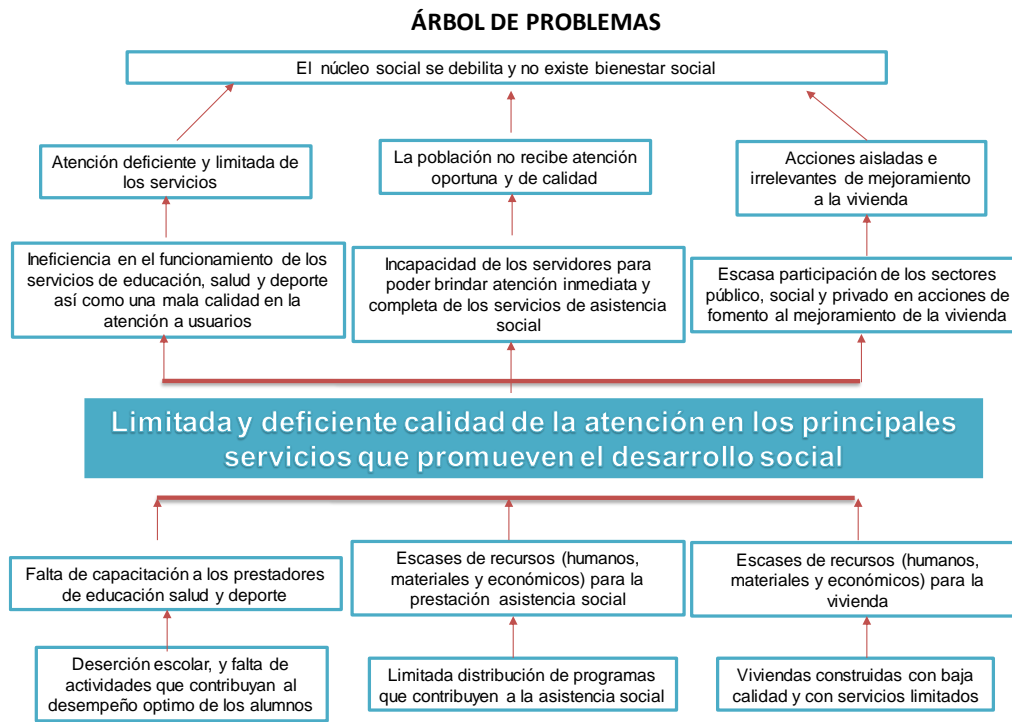 ÁRBOL DE PROBLEMAS
El núcleo social se debilita y no existe bienestar social
Atención deficiente y limitada de
los servicios
La población no recibe atención
oportuna y de calidad
Acciones aisladas e
irrelevantes de mejoramiento
a la vivienda
Ineficiencia en el funcionamiento de los
servicios de educación, salud y deporte
así como una mala calidad en la
atención a usuarios
Incapacidad de los servidores para
poder brindar atención inmediata y
completa de los servicios de asistencia
social
Escasa participación de los sectores
público, social y privado en acciones de
fomento al mejoramiento de la vivienda
Limitada y deficiente calidad de la atención en los principales
servicios que promueven el desarrollo social
Falta de capacitación a los prestadores
de educación salud y deporte
Escases de recursos (humanos,
materiales y económicos) para la
prestación asistencia social
Escases de recursos (humanos,
materiales y económicos) para la
vivienda
Deserción escolar, y falta de
actividades que contribuyan al
desempeño optimo de los alumnos
Limitada distribución de programas
que contribuyen a la asistencia social
Viviendas construidas con baja
calidad y con servicios limitados